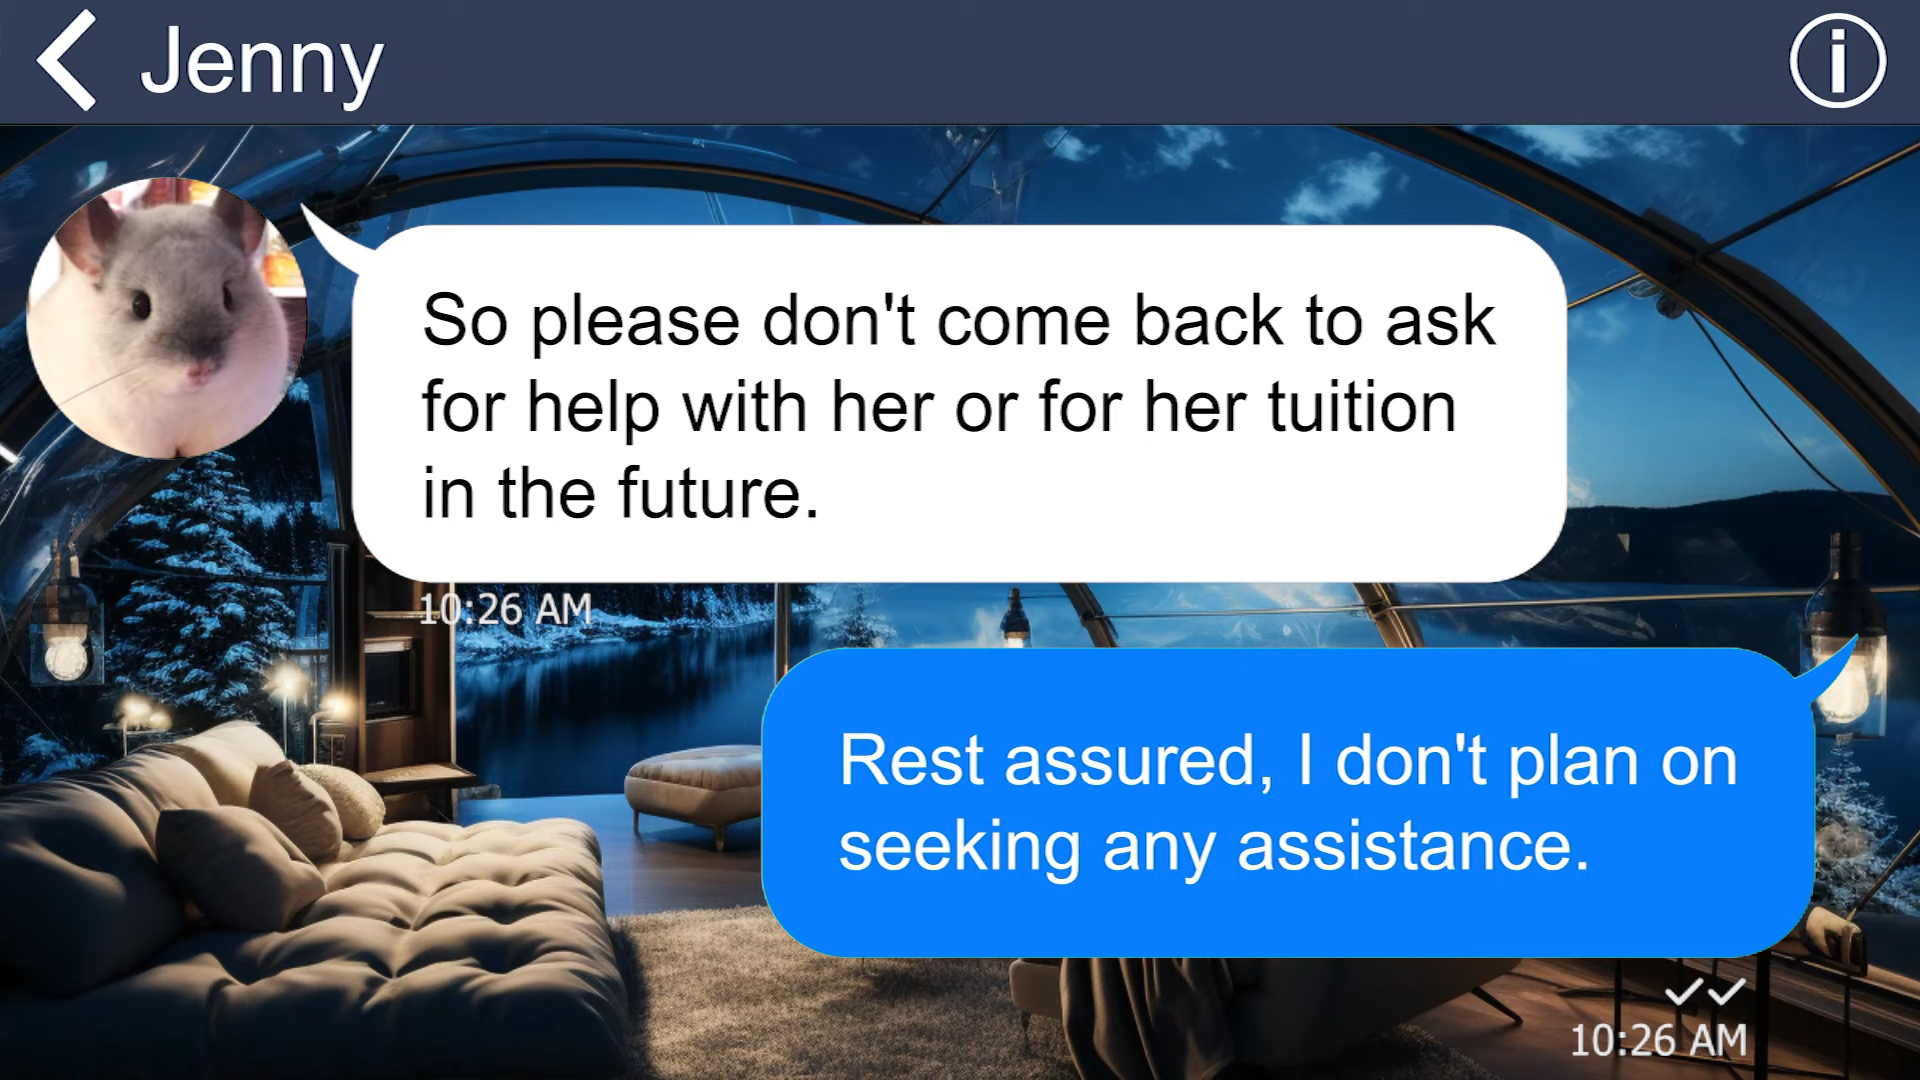 Jenny
So please don't come back to ask
for help with her or for her tuition
in the future.
10:26 AM
Rest assured, I don't plan on
seeking any assistance.
10:26 AM